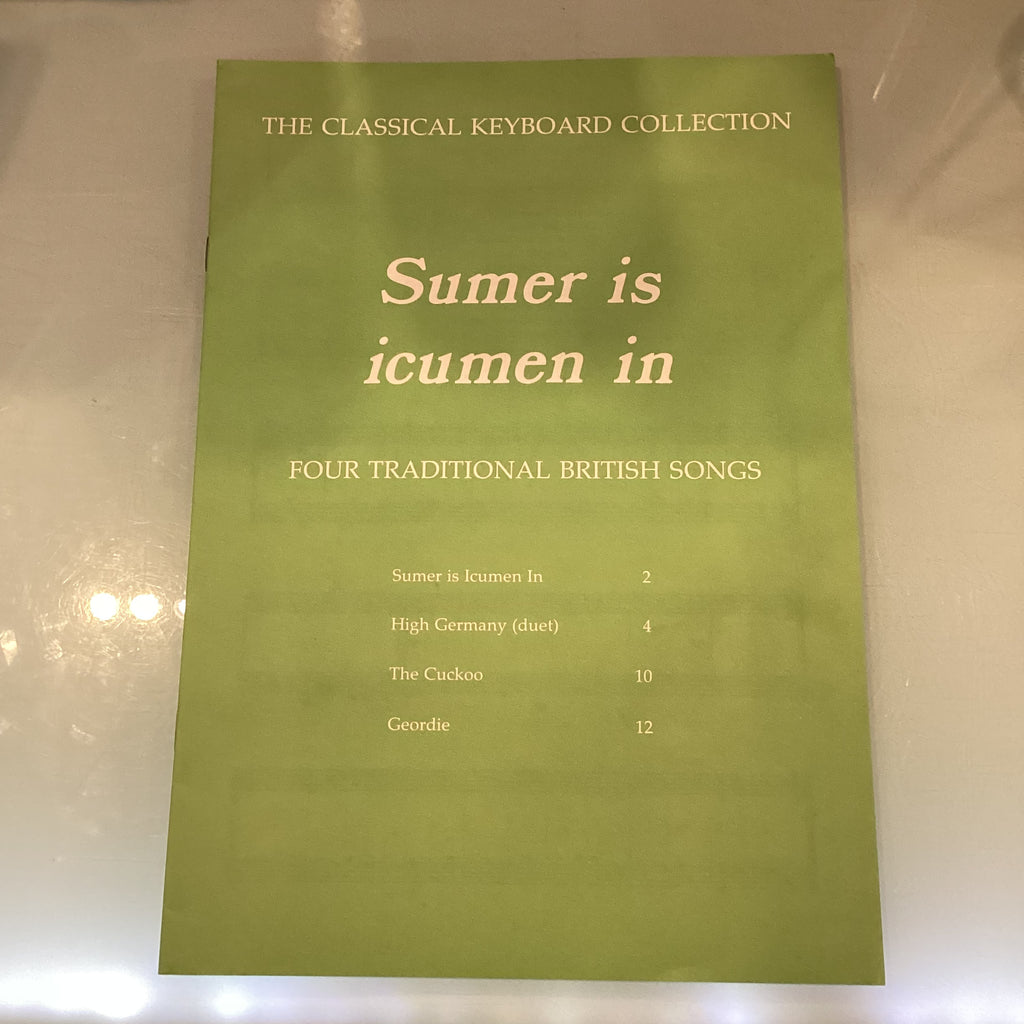 THE CLASSICAL KEYBOARD COLLECTION
Sumer is
icumen in
FOUR TRADITIONAL BRITISH SONGS
Sumer is Icumen In 2
High Germany (duet) 4
The Cuckoo 10
Geordie 12